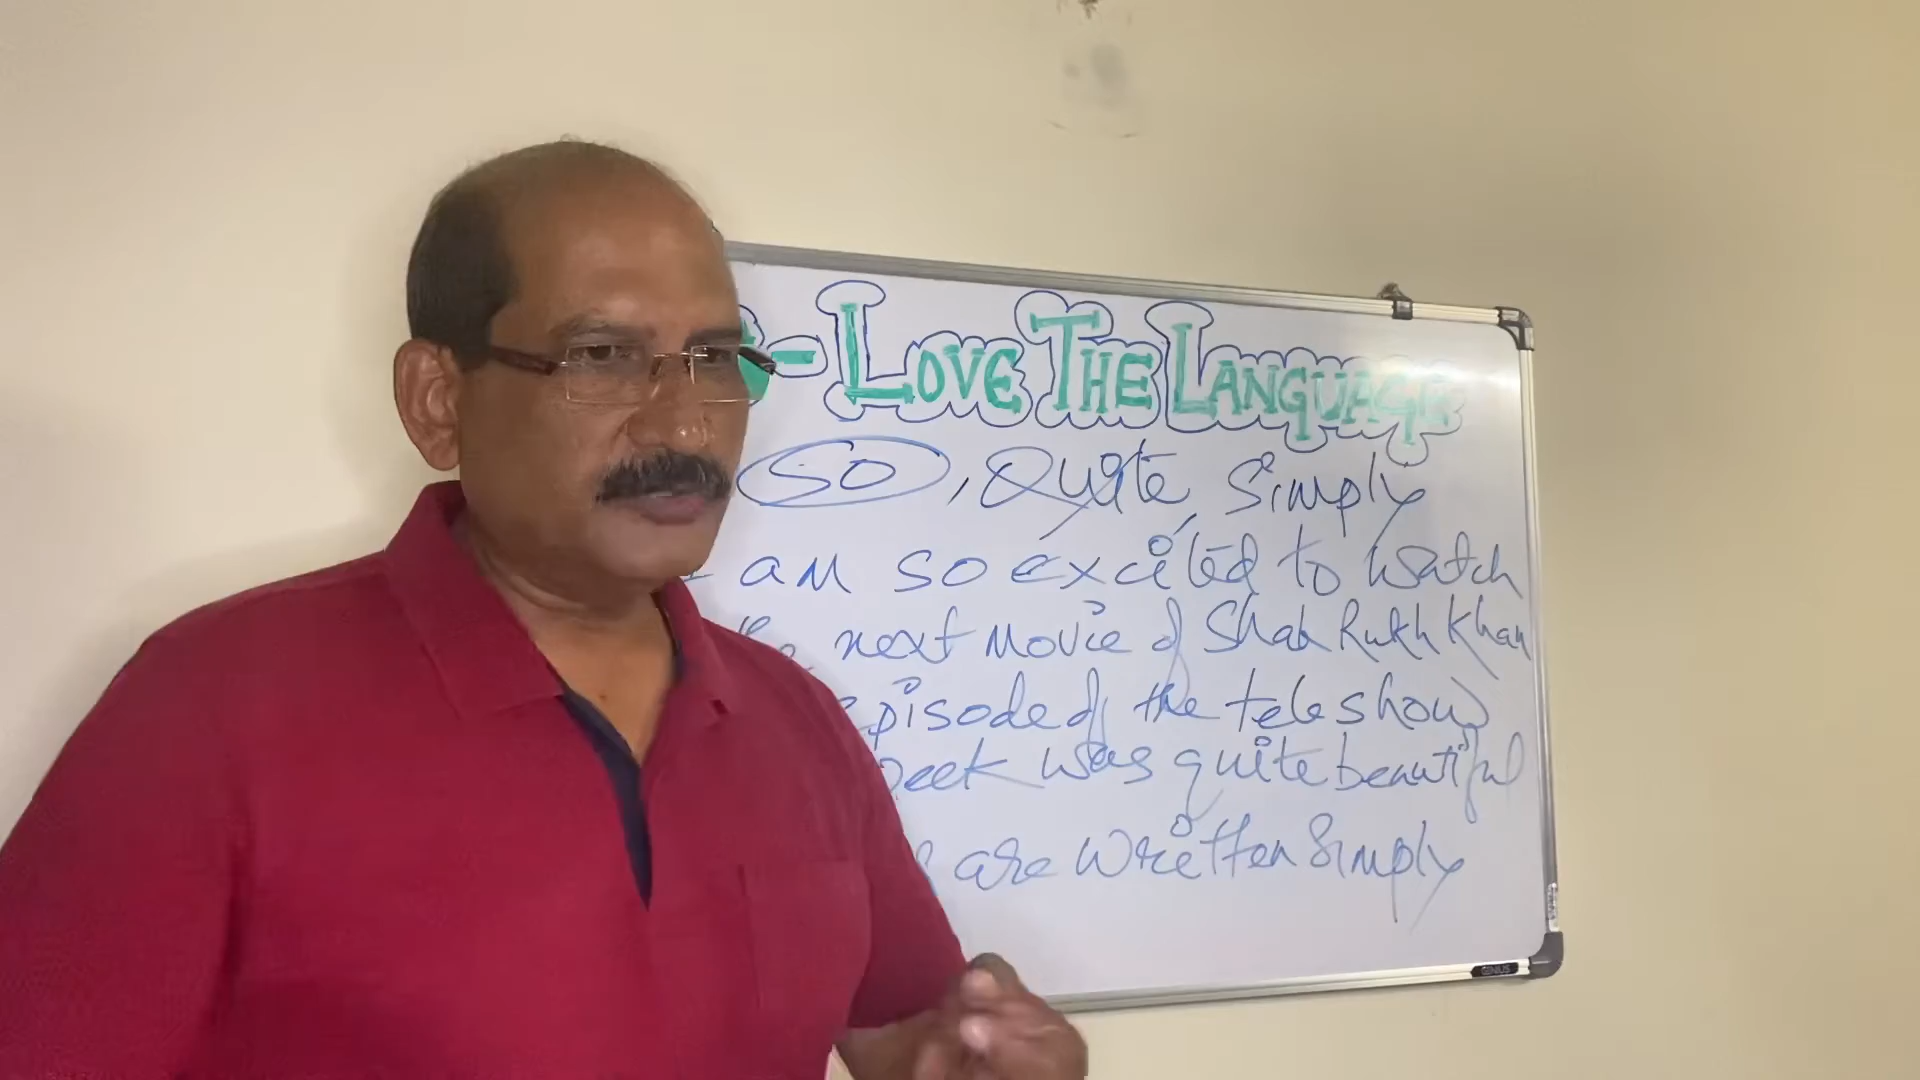 - LOVE THE LANGUAGE
SO, Quite, Simply
I am so excited to watch
next movie of Shah Rukh Khan
episode of the tele show
was quite beautiful
are written simply
GENIUS